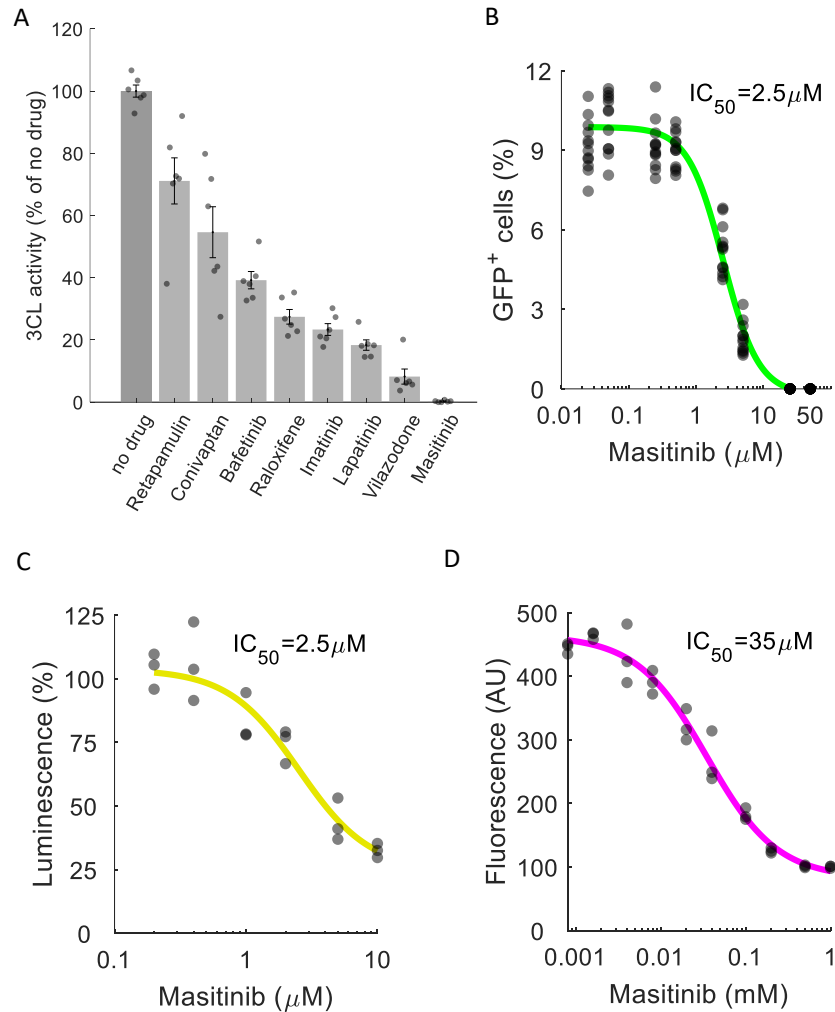 A
3CL activity (% of no drug)
120
100
80
60
40
20
0
no drug
Retapamulin
Conivaptan
Bafetinib
Raloxifene
Imatinib
Lapatinib
Vilazodone
Masitinib
B
GFP+ cells (%)
12
9
6
3
0
IC50=2.5μM
0.01 0.1 1 10 50
Masitinib (μM)
C
Luminescence (%)
125
100
75
50
25
0
IC50=2.5μM
0.1 1 10
Masitinib (μM)
D
Fluorescence (AU)
500
400
300
200
100
0
IC50=35μM
0.001 0.01 0.1 1
Masitinib (mM)